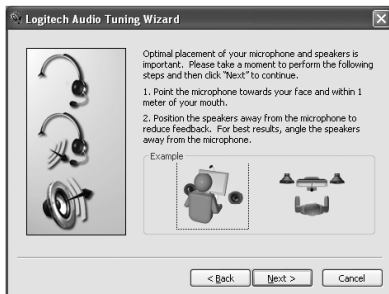 Logitech Audio Tuning Wizard
Optimal placement of your microphone and speakers is
important. Please take a moment to perform the following
steps and then click "Next" to continue.
1. Point the microphone towards your face and within 1
meter of your mouth.
2. Position the speakers away from the microphone to
reduce feedback. For best results, angle the speakers
away from the microphone.
Example
< Back Next > Cancel